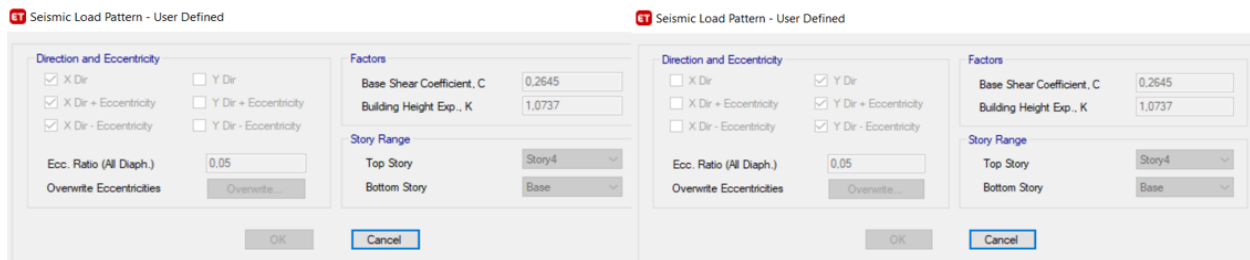 ET Seismic Load Pattern - User Defined
Direction and Eccentricity
X Dir Y Dir
X Dir + Eccentricity Y Dir + Eccentricity
X Dir - Eccentricity Y Dir - Eccentricity
Ecc. Ratio (All Diaph.) 0,05
Overwrite Eccentricities Overwrite...
Factors
Base Shear Coefficient, C 0,2645
Building Height Exp., K 1,0737
Story Range
Top Story Story4
Bottom Story Base
OK Cancel
ET Seismic Load Pattern - User Defined
Direction and Eccentricity
X Dir Y Dir
X Dir + Eccentricity Y Dir + Eccentricity
X Dir - Eccentricity Y Dir - Eccentricity
Ecc. Ratio (All Diaph.) 0,05
Overwrite Eccentricities Overwrite...
Factors
Base Shear Coefficient, C 0,2645
Building Height Exp., K 1,0737
Story Range
Top Story Story4
Bottom Story Base
OK Cancel